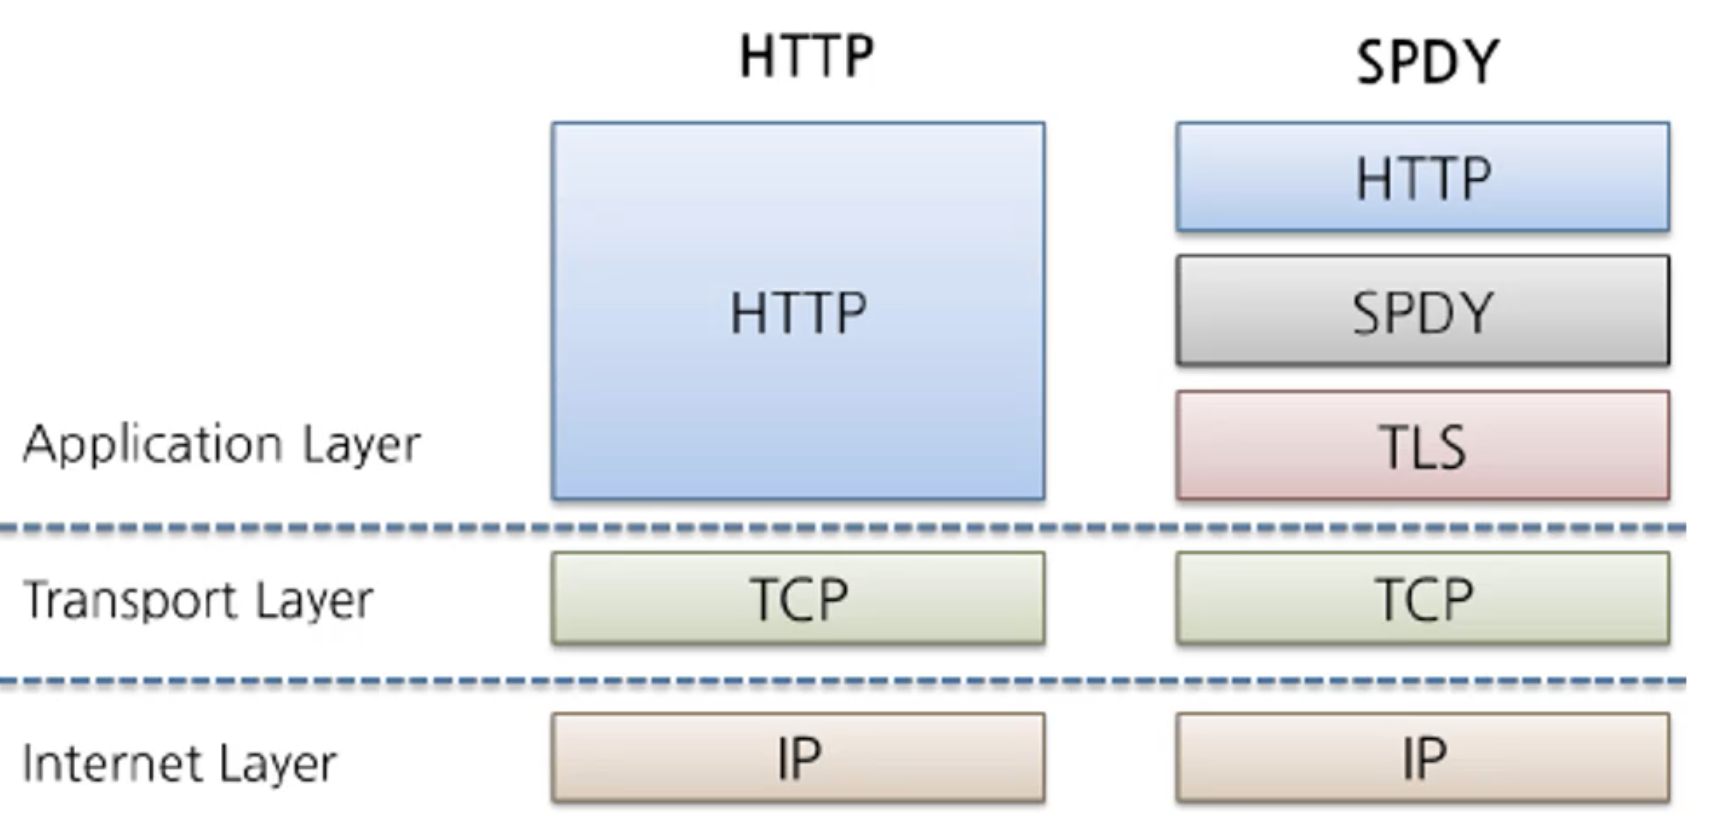 HTTP
SPDY
HTTP
HTTP
SPDY
TLS
Application Layer
Transport Layer
TCP
TCP
Internet Layer
IP
IP